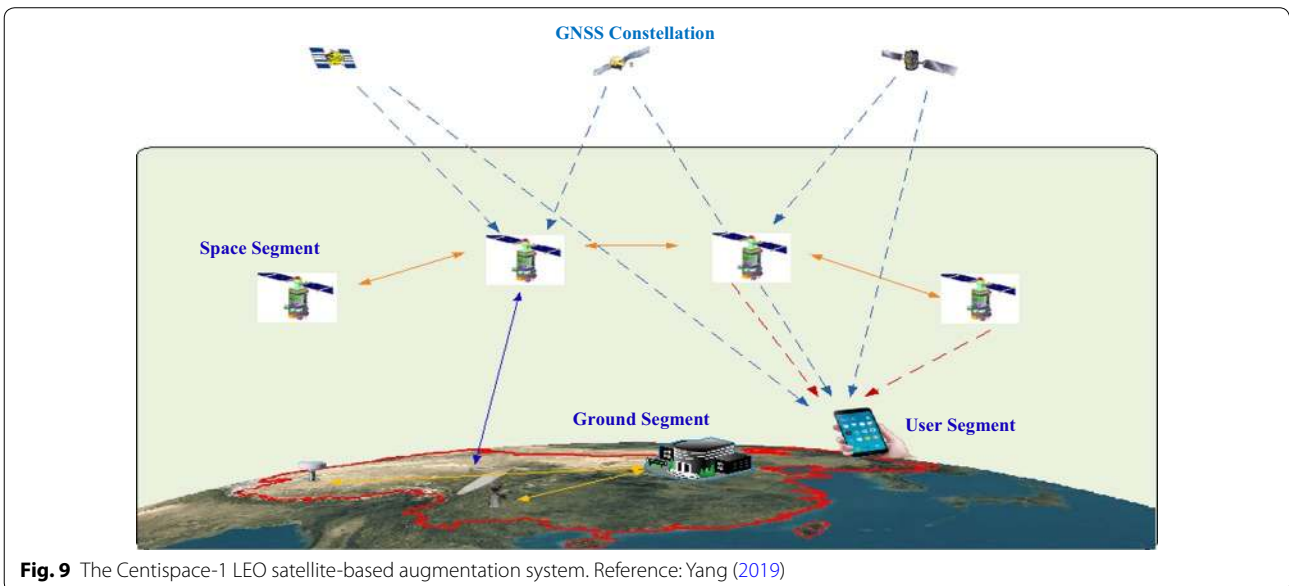 GNSS Constellation
Space Segment
Ground Segment
User Segment
Fig. 9 The Centispace-1 LEO satellite-based augmentation system. Reference: Yang (2019)